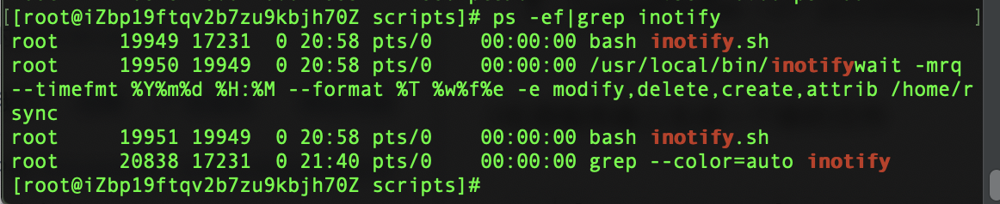 [[root@iZbp19ftqv2b7zu9kbjh70Z scripts]# ps -ef|grep inotify ]
root     19949 17231  0 20:58 pts/0    00:00:00 bash inotify.sh
root     19950 19949  0 20:58 pts/0    00:00:00 /usr/local/bin/inotifywait -mrq
--timefmt %Y%m%d %H:%M --format %T %w%f%e -e modify,delete,create,attrib /home/r
sync
root     19951 19949  0 20:58 pts/0    00:00:00 bash inotify.sh
root     20838 17231  0 21:40 pts/0    00:00:00 grep --color=auto inotify
[root@iZbp19ftqv2b7zu9kbjh70Z scripts]#